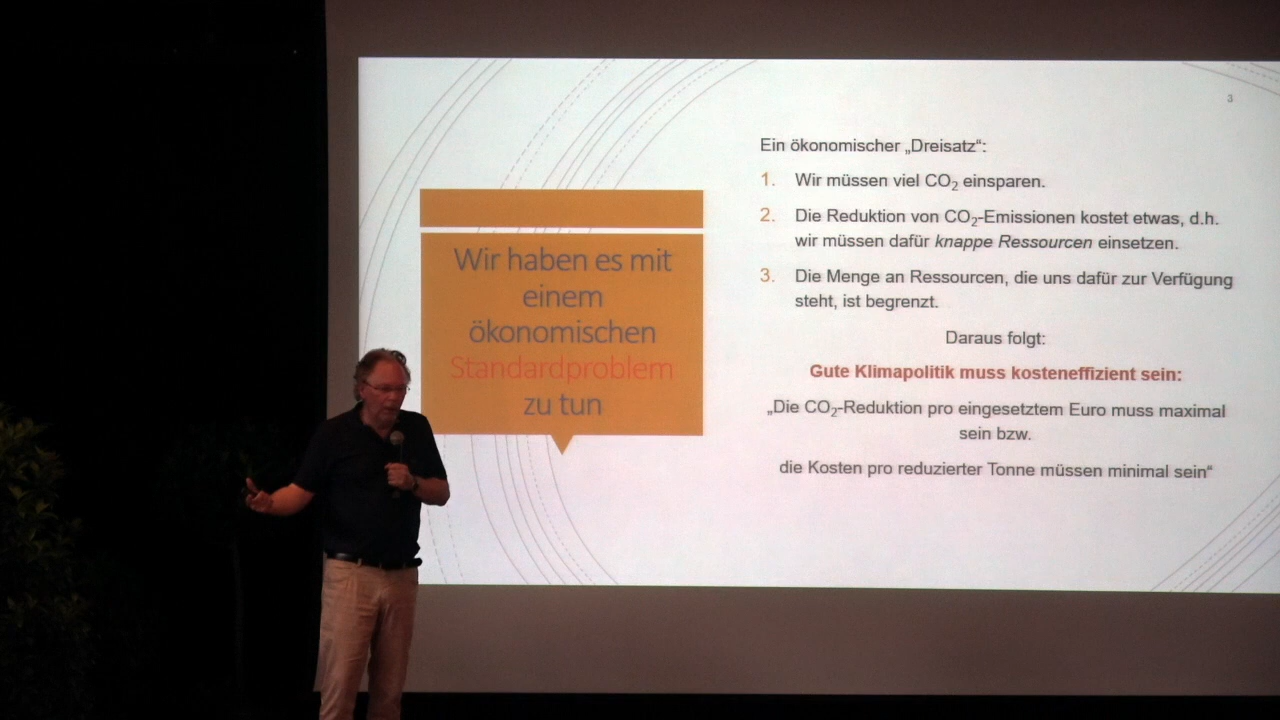 3
Wir haben es mit
einem
ökonomischen
Standardproblem
zu tun
Ein ökonomischer „Dreisatz“:
1. Wir müssen viel CO₂ einsparen.
2. Die Reduktion von CO₂-Emissionen kostet etwas, d.h.
wir müssen dafür knappe Ressourcen einsetzen.
3. Die Menge an Ressourcen, die uns dafür zur Verfügung
steht, ist begrenzt.
Daraus folgt:
Gute Klimapolitik muss kosteneffizient sein:
„Die CO₂-Reduktion pro eingesetztem Euro muss maximal
sein bzw.
die Kosten pro reduzierter Tonne müssen minimal sein“